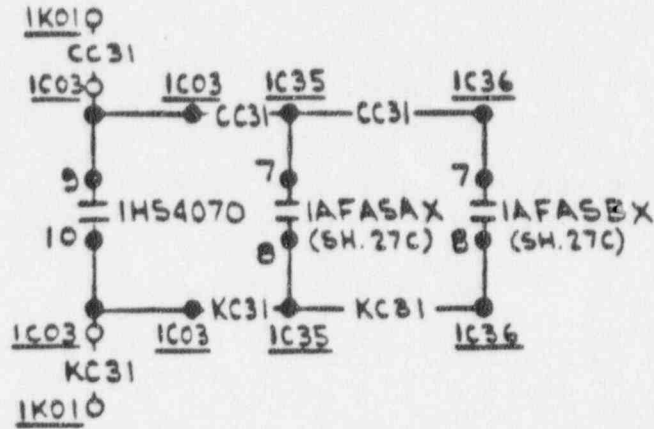 1K01
CC31
1C03 1C03 1C35 1C36
CC31 CC31
9 7 7
1HS4070 1AFASAX 1AFASBX
10 8 (SH.27C) 8 (SH.27C)
KC31 KC31
1C03 1C03 1C35 1C36
KC31
1K01